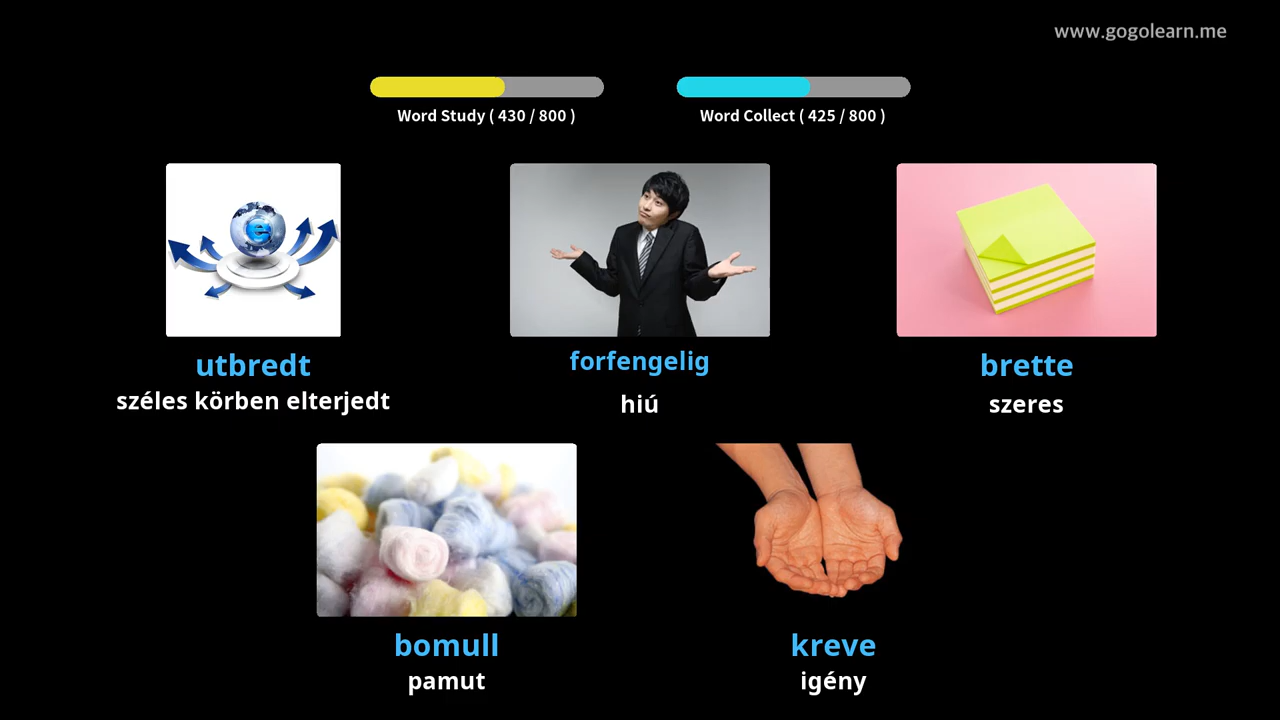 www.gogolearn.me
Word Study ( 430 / 800 )
Word Collect ( 425 / 800 )
e
utbredt
széles körben elterjedt
forfengelig
hiú
brette
szeres
bomull
pamut
kreve
igény